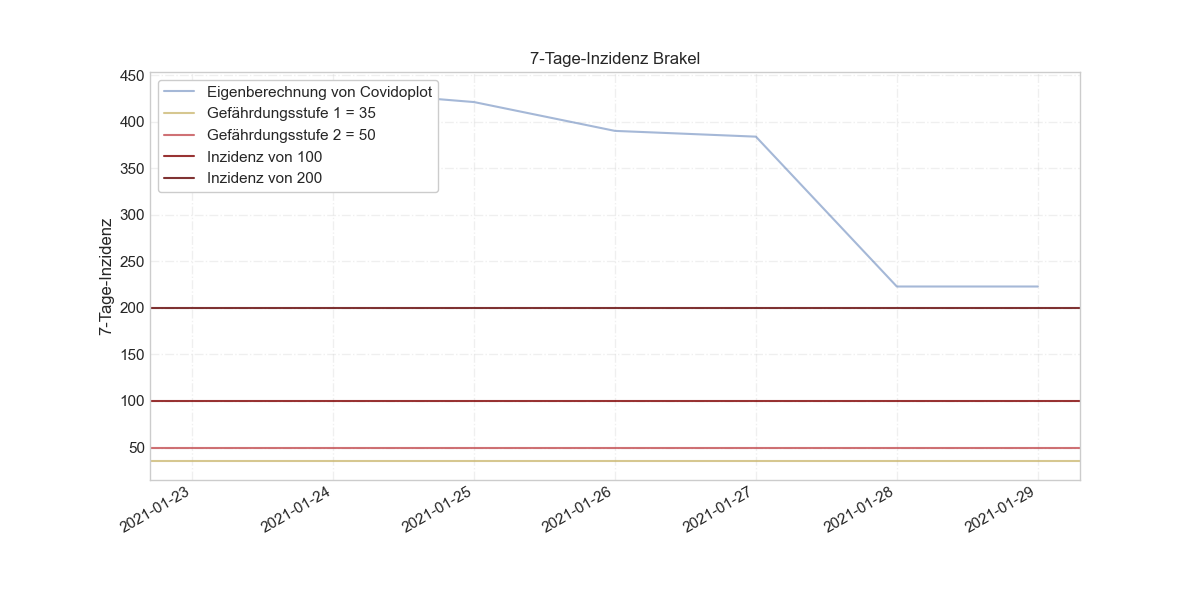 7-Tage-Inzidenz Brakel
450
400
350
300
250
200
150
100
50
7-Tage-Inzidenz
Eigenberechnung von Covidoplot
Gefährdungsstufe 1 = 35
Gefährdungsstufe 2 = 50
Inzidenz von 100
Inzidenz von 200
2021-01-23
2021-01-24
2021-01-25
2021-01-26
2021-01-27
2021-01-28
2021-01-29